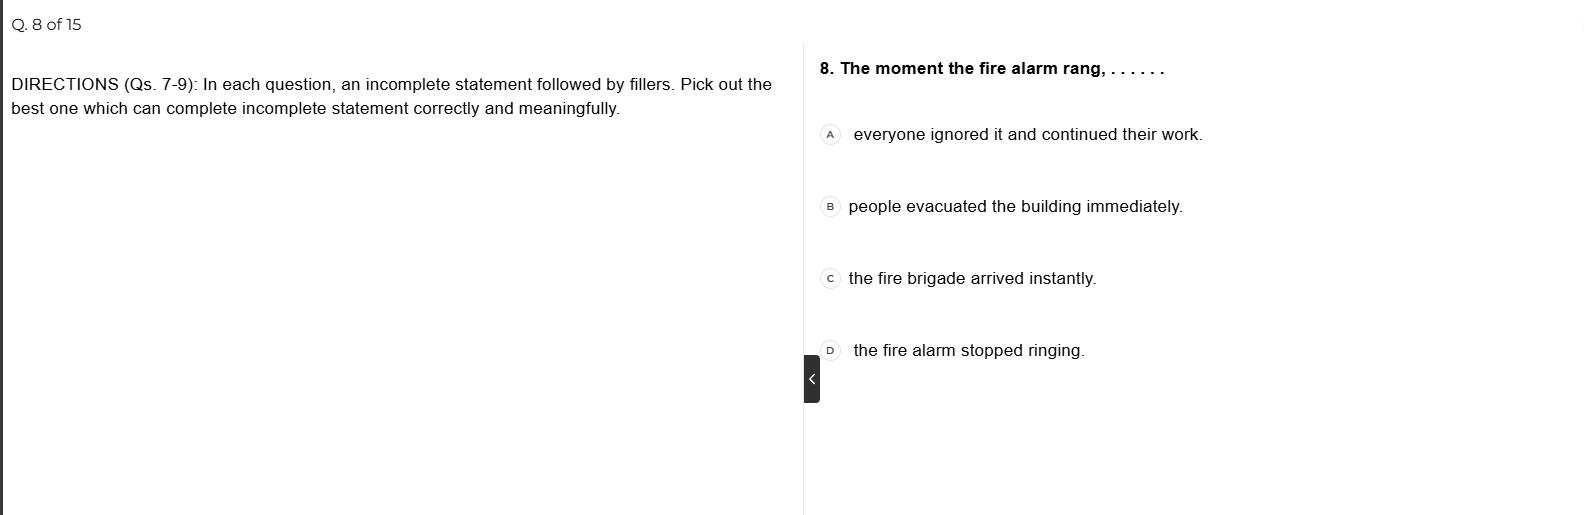 Q. 8 of 15
DIRECTIONS (Qs. 7-9): In each question, an incomplete statement followed by fillers. Pick out the
best one which can complete incomplete statement correctly and meaningfully.
8. The moment the fire alarm rang, . . . . . .
A everyone ignored it and continued their work.
B people evacuated the building immediately.
C the fire brigade arrived instantly.
D the fire alarm stopped ringing.